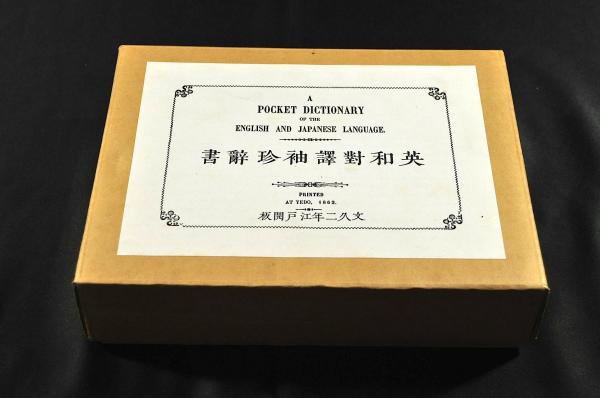 A
POCKET DICTIONARY
OF THE
ENGLISH AND JAPANESE LANGUAGE.
英和對譯袖珍辭書
PRINTED
AT YEDO, 1862.
文久二年江戸開板